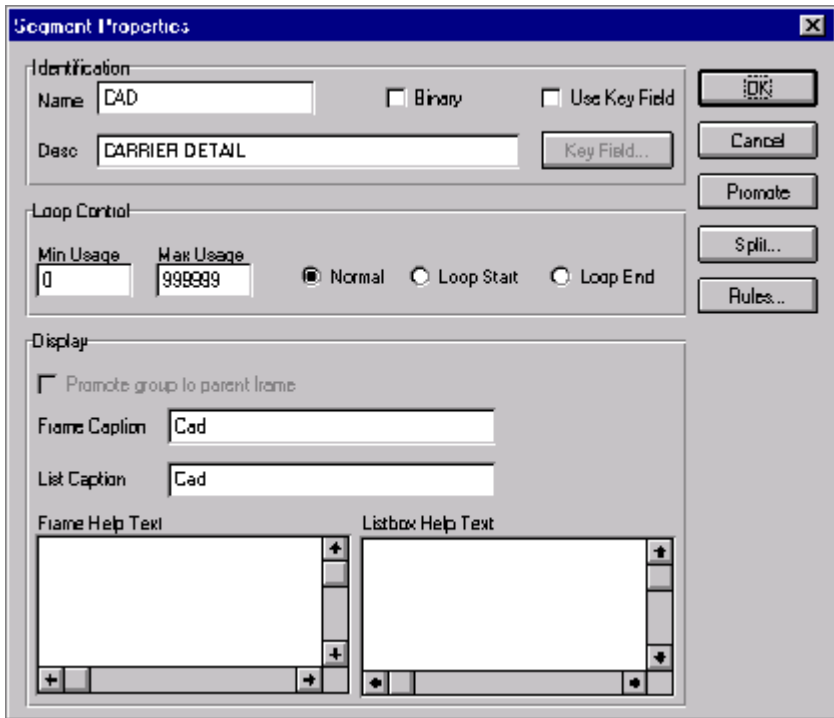 Segment Properties
Identification
Name CAD Binary Use Key Field
Desc CARRIER DETAIL Key Field...
OK
Cancel
Promote
Split...
Rules...
Loop Control
Min Usage Max Usage
0 999999 Normal Loop Start Loop End
Display
Promote group to parent frame
Frame Caption Cad
List Caption Cad
Frame Help Text Listbox Help Text